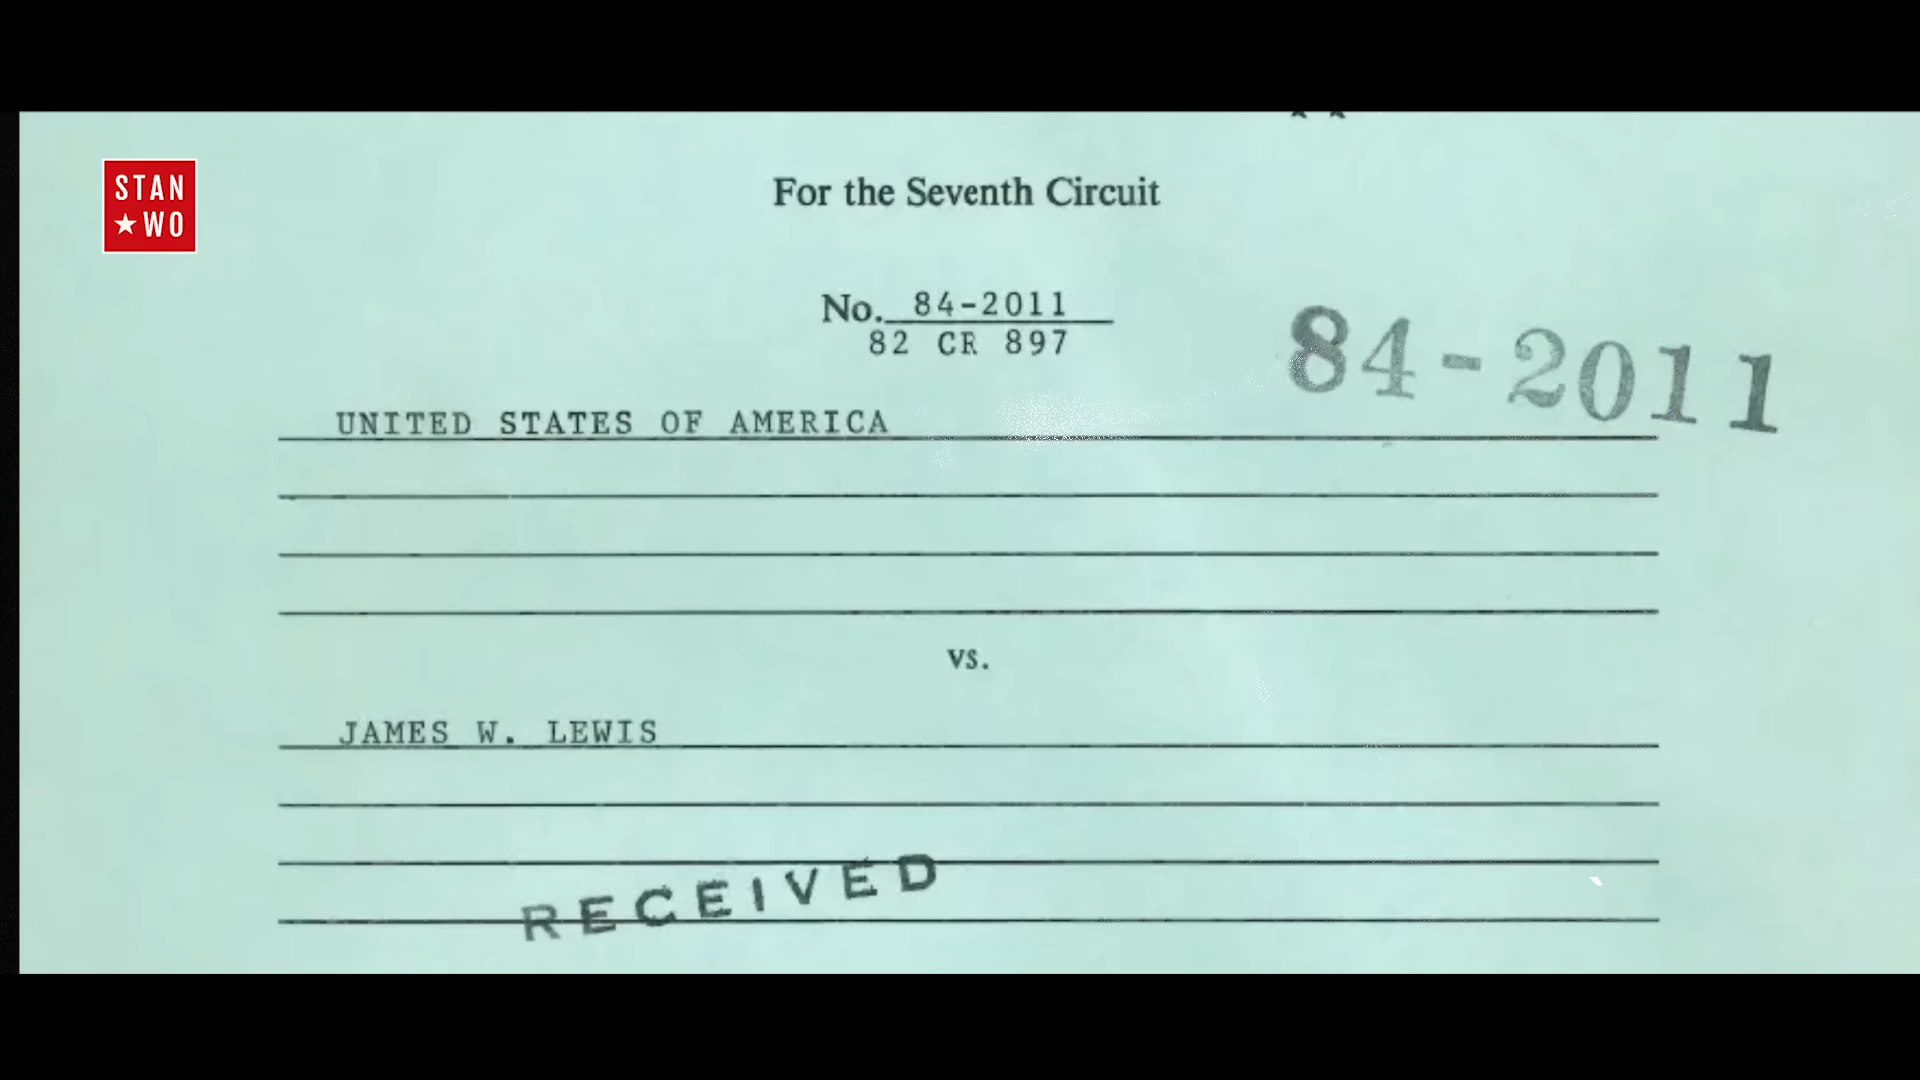 STAN
★WO
For the Seventh Circuit
No. 84-2011
82 CR 897
84-2011
UNITED STATES OF AMERICA
vs.
JAMES W. LEWIS
RECEIVED